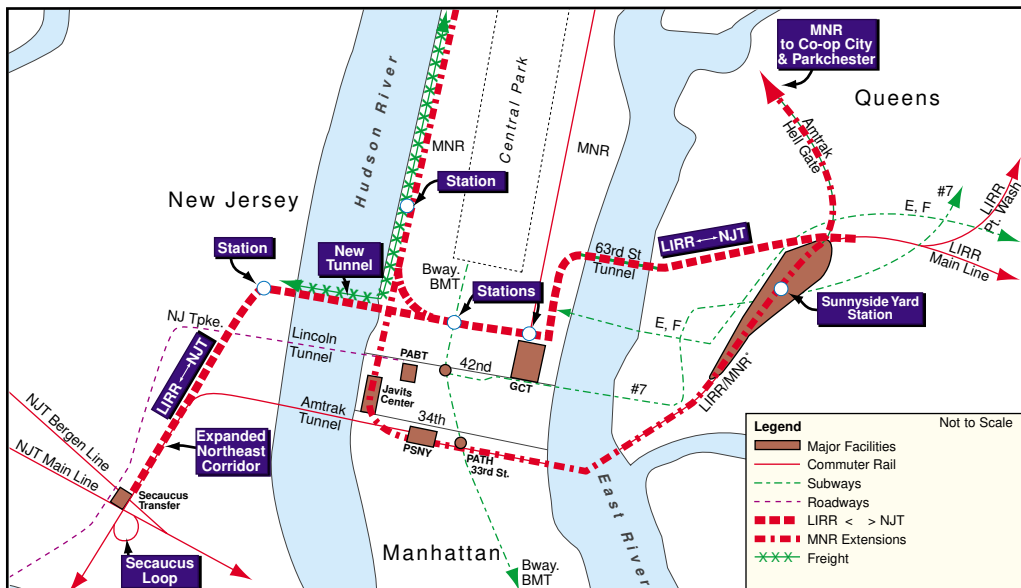 MNR
to Co-op City
& Parkchester
Queens
Hudson River
Central Park
MNR
MNR
Amtrak
Hell Gate
#7
LIRR
Pt. Wash.
E, F
Station
New Jersey
LIRR ←→ NJT
Station
New
Tunnel
63rd St
Tunnel
LIRR
Main Line
Bway.
BMT
Stations
Sunnyside Yard
Station
NJ Tpke.
Lincoln
Tunnel
E, F
PABT
42nd
GCT
#7
LIRR/MNR*
LIRR ←→ NJT
Javits
Center
Amtrak
Tunnel
34th
NJT Bergen Line
NJT Main Line
Expanded
Northeast
Corridor
PSNY
PATH
33rd St.
Secaucus
Transfer
East River
Manhattan
Secaucus
Loop
Bway.
BMT
Not to Scale
Legend
Major Facilities
Commuter Rail
Subways
Roadways
LIRR < > NJT
MNR Extensions
Freight